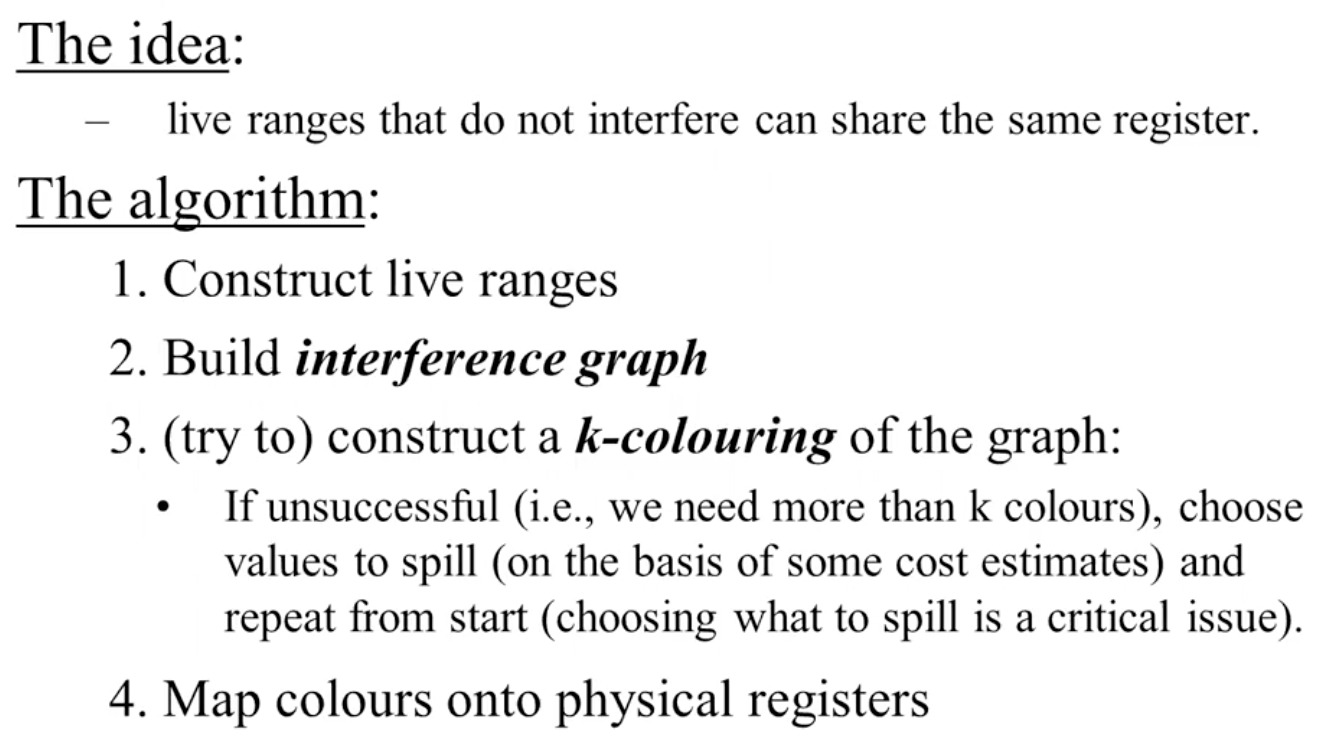 The idea:
– live ranges that do not interfere can share the same register.
The algorithm:
1. Construct live ranges
2. Build interference graph
3. (try to) construct a k-colouring of the graph:
• If unsuccessful (i.e., we need more than k colours), choose
values to spill (on the basis of some cost estimates) and
repeat from start (choosing what to spill is a critical issue).
4. Map colours onto physical registers